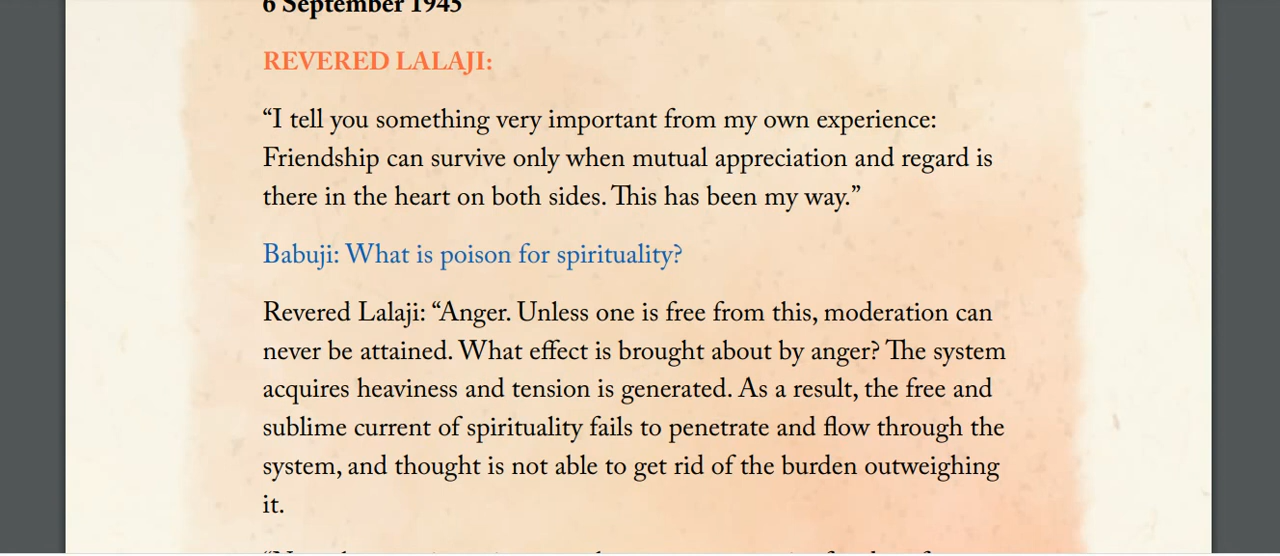 6 September 1945
REVERED LALAJI:
“I tell you something very important from my own experience:
Friendship can survive only when mutual appreciation and regard is
there in the heart on both sides. This has been my way.”
Babuji: What is poison for spirituality?
Revered Lalaji: “Anger. Unless one is free from this, moderation can
never be attained. What effect is brought about by anger? The system
acquires heaviness and tension is generated. As a result, the free and
sublime current of spirituality fails to penetrate and flow through the
system, and thought is not able to get rid of the burden outweighing
it.